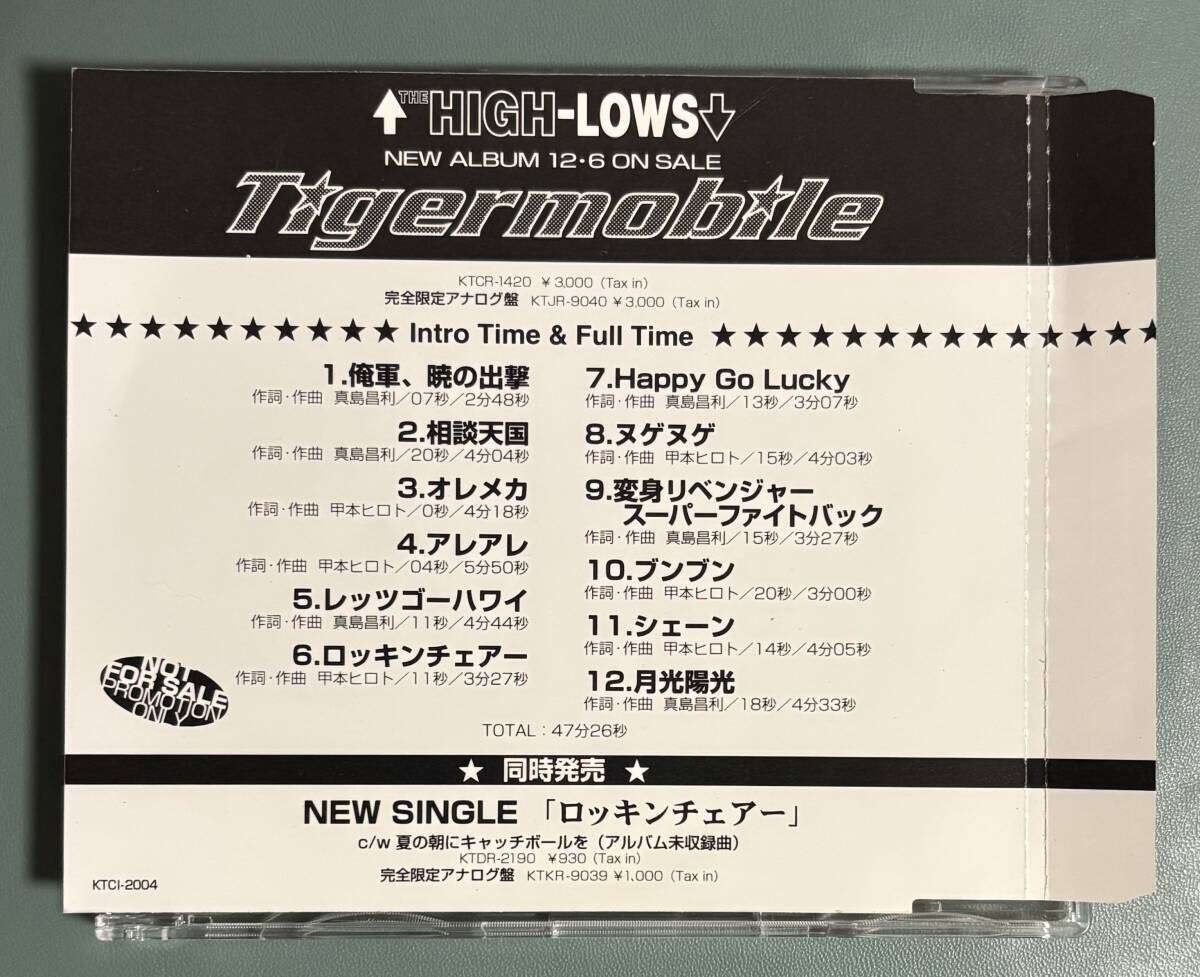 THE HIGH-LOWS
NEW ALBUM 12・6 ON SALE
Tigermobile
KTCR-1420 ¥3,000 (Tax in)
完全限定アナログ盤 KTJR-9040 ¥3,000 (Tax in)
★★★★★★★★★★ Intro Time & Full Time ★★★★★★★★★★★★★★
1.俺軍、暁の出撃
作詞・作曲 真島昌利/07秒/2分48秒
2.相談天国
作詞・作曲 真島昌利/20秒/4分04秒
3.オレメカ
作詞・作曲 甲本ヒロト/0秒/4分18秒
4.アレアレ
作詞・作曲 甲本ヒロト/04秒/5分50秒
5.レッツゴーハワイ
作詞・作曲 真島昌利/11秒/4分44秒
6.ロッキンチェアー
作詞・作曲 甲本ヒロト/11秒/3分27秒
7.Happy Go Lucky
作詞・作曲 真島昌利/13秒/3分07秒
8.ヌゲヌゲ
作詞・作曲 甲本ヒロト/15秒/4分03秒
9.変身リベンジャー
スーパーファイトバック
作詞・作曲 真島昌利/15秒/3分27秒
10.ブンブン
作詞・作曲 甲本ヒロト/20秒/3分00秒
11.シェーン
作詞・作曲 甲本ヒロト/14秒/4分05秒
12.月光陽光
作詞・作曲 真島昌利/18秒/4分33秒
NOT
FOR SALE
PROMOTION
ONLY
TOTAL:47分26秒
★ 同時発売 ★
NEW SINGLE 「ロッキンチェアー」
c/w 夏の朝にキャッチボールを(アルバム未収録曲)
KTDR-2190 ¥930 (Tax in)
完全限定アナログ盤 KTKR-9039 ¥1,000 (Tax in)
KTCI-2004